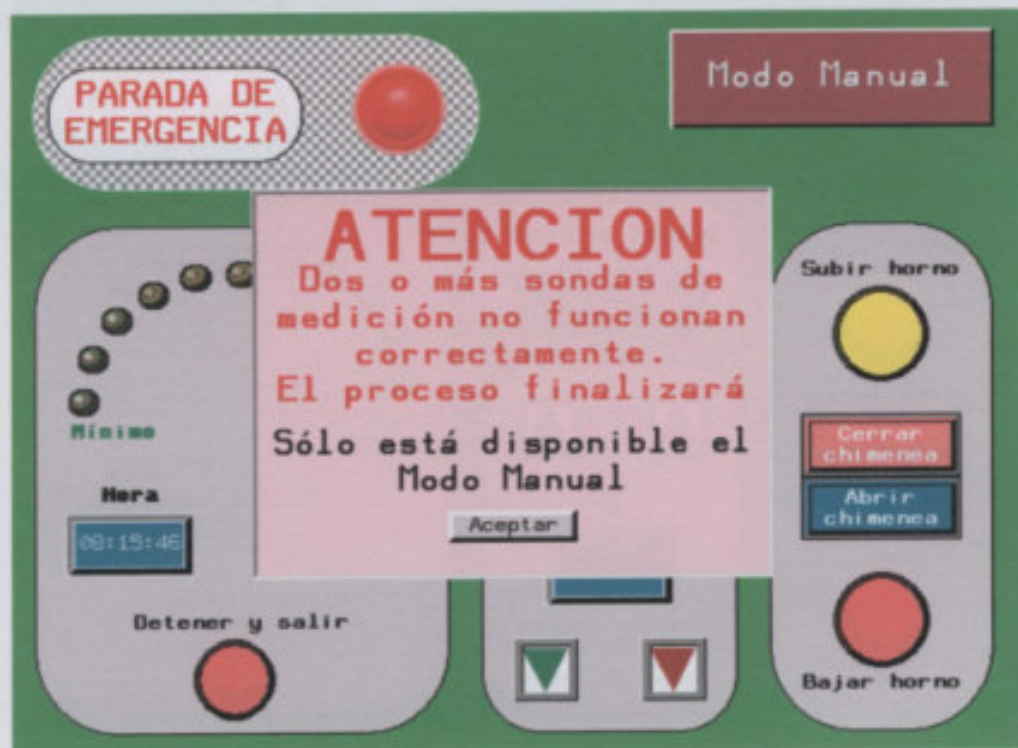 PARADA DE
EMERGENCIA
Modo Manual
ATENCION
Dos o más sondas de
medición no funcionan
correctamente.
El proceso finalizará
Sólo está disponible el
Modo Manual
Aceptar
Mínimo
Hora
08:15:46
Detener y salir
Subir horno
Cerrar
chimenea
Abrir
chimenea
Bajar horno